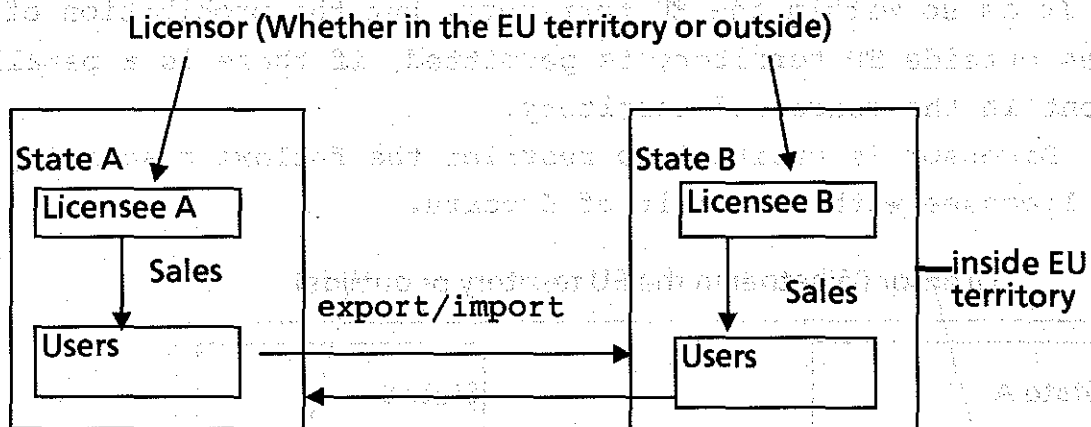 Licensor (Whether in the EU territory or outside)
State A
Licensee A
Sales
Users
export/import
State B
Licensee B
Sales
Users
inside EU
territory